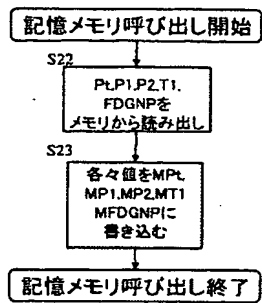 記憶メモリ呼び出し開始
S22
Pt,P1,P2,T1,
FDGNPを
メモリから読み出し
S23
各々値をMPt,
MP1,MP2,MT1
MFDGNPに
書き込む
記憶メモリ呼び出し終了